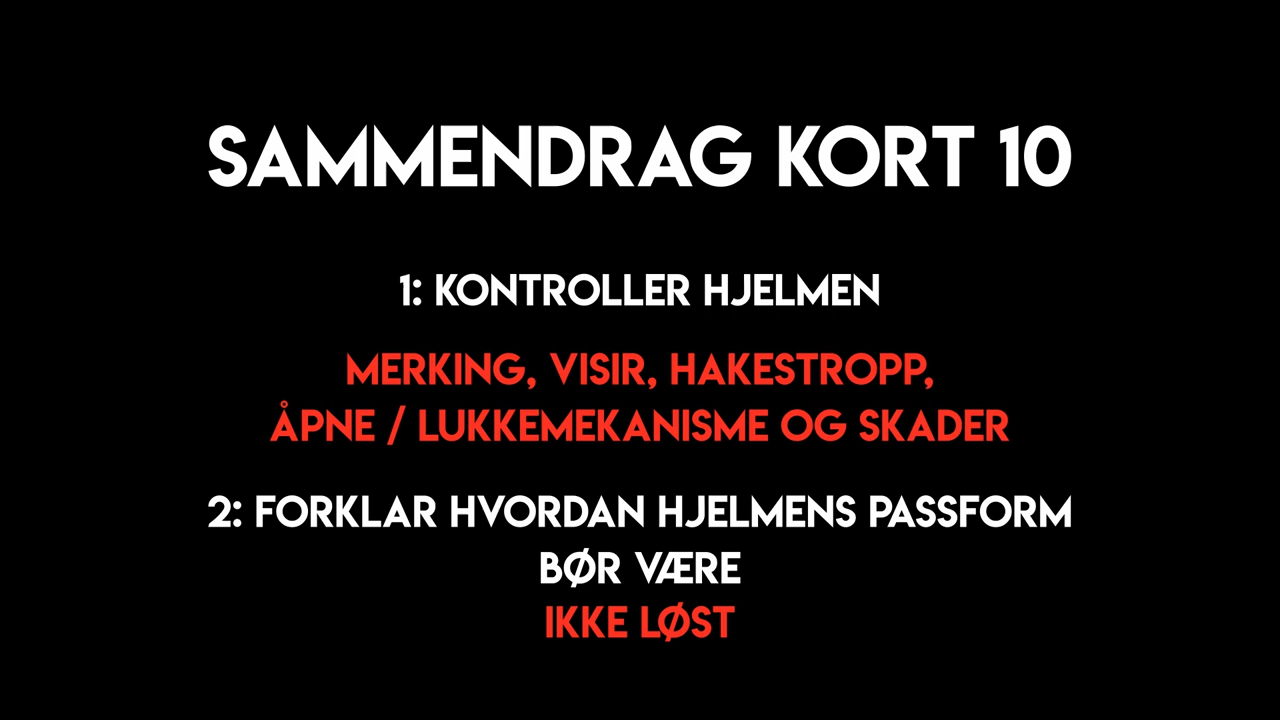 SAMMENDRAG KORT 10
1: KONTROLLER HJELMEN
MERKING, VISIR, HAKESTROPP,
ÅPNE / LUKKEMEKANISME OG SKADER
2: FORKLAR HVORDAN HJELMENS PASSFORM
BØR VÆRE
IKKE LØST